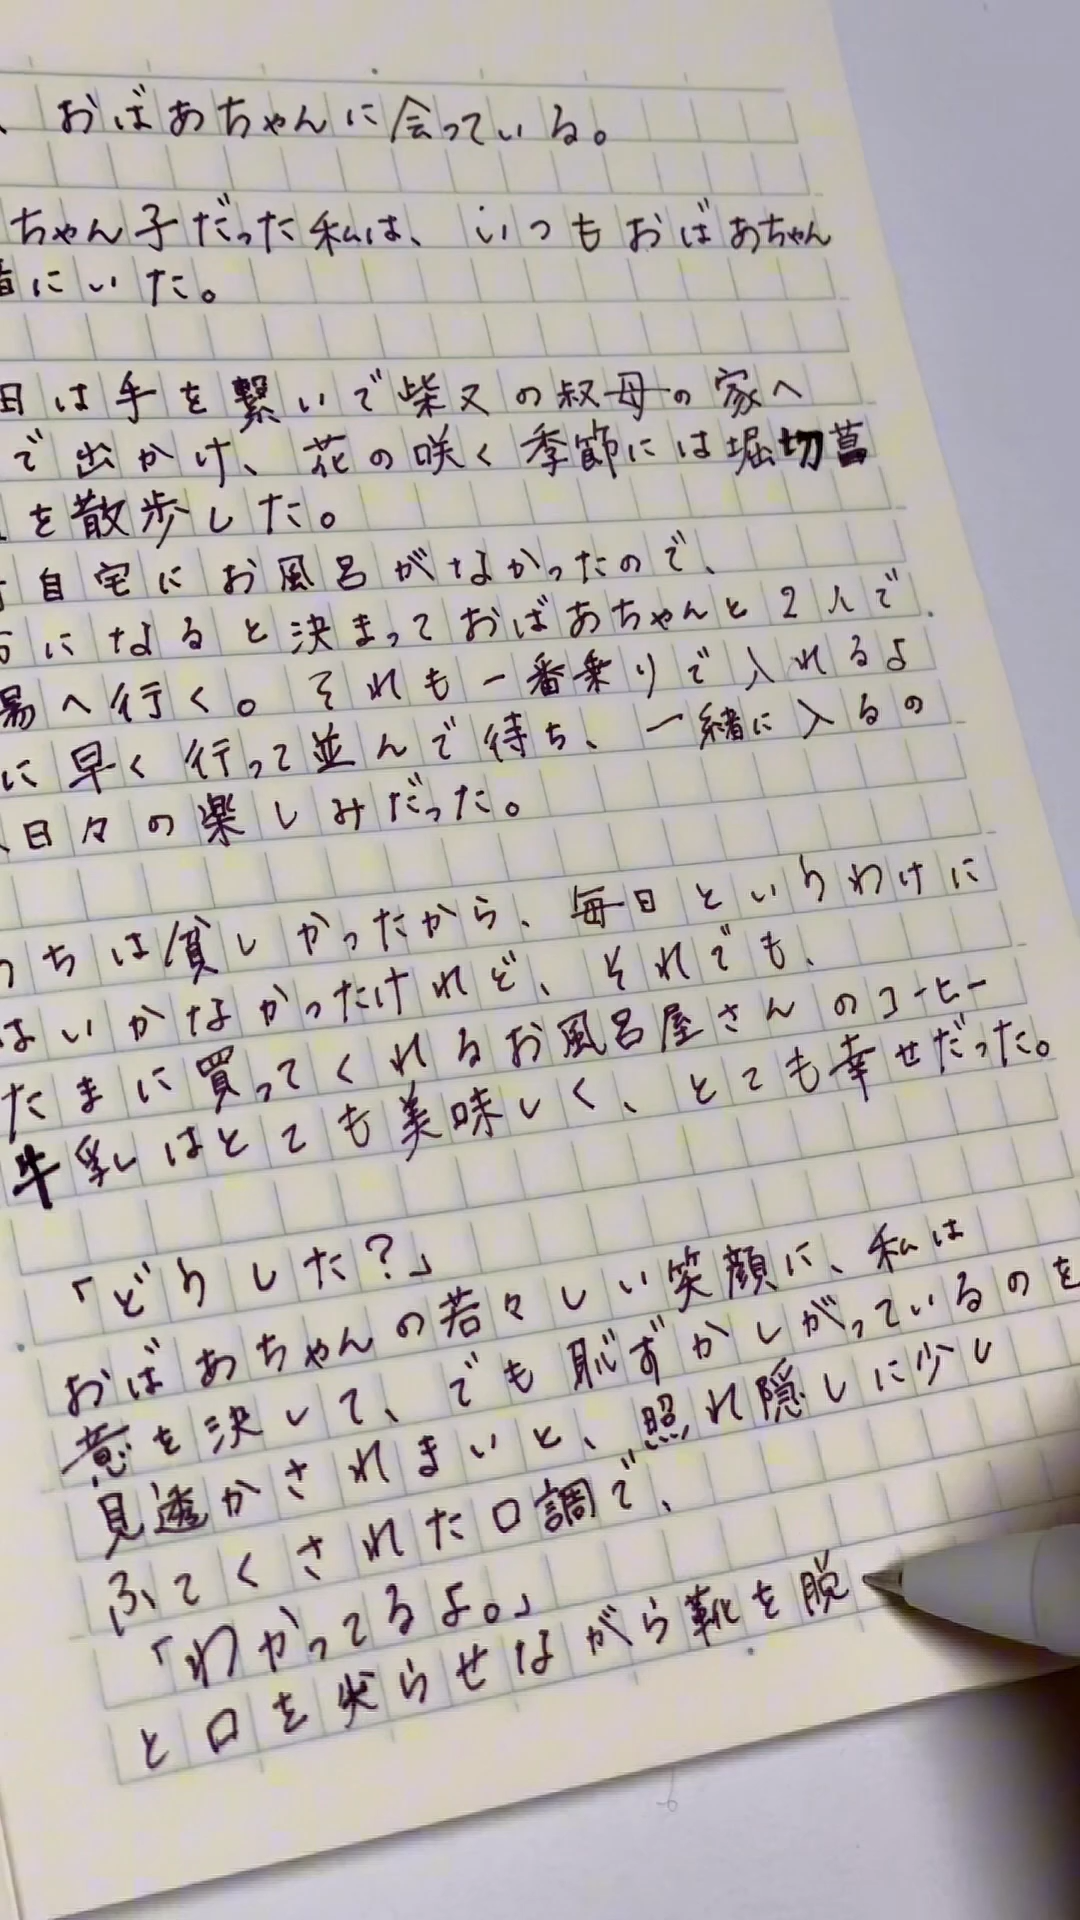 、おばあちゃんに会っている。
ちゃん子だった私は、いつもおばあちゃん
緒にいた。
日は手を繋いで柴又の叔母の家へ
で出かけ、花の咲く季節には堀切菖
を散歩した。
自宅にお風呂がなかったので、
方になると決まっておばあちゃんと2人で
場へ行く。それも一番乗りで入れるよ
に早く行って並んで待ち、一緒に入るの
、日々の楽しみだった。
うちは貧しかったから、毎日というわけに
はいかなかったけれど、それでも、
たまに買ってくれるお風呂屋さんのコーヒー
牛乳はとても美味しく、とても幸せだった。
「どうした?」
おばあちゃんの若々しい笑顔に、私は
意を決して、でも恥ずかしがっているのを
見透かされまいと、照れ隠しに少し
ふてくされた口調で、
「わかってるよ。」
と口を尖らせながら靴を脱